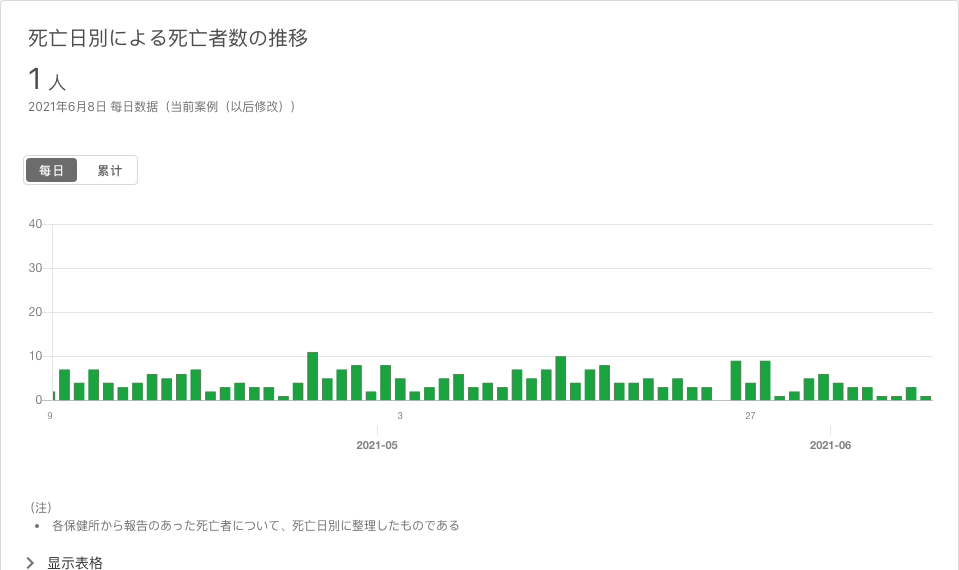 死亡日別による死亡者数の推移
1 人
2021年6月8日 每日数据（当前案例（以后修改））
每日 累计
40
30
20
10
0
9 3 27
2021-05 2021-06
（注）
• 各保健所から報告のあった死亡者について、死亡日別に整理したものである
显示表格